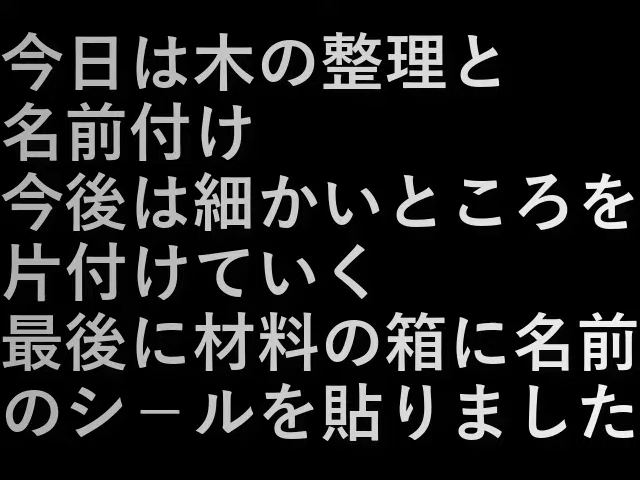 今日は木の整理と
名前付け
今後は細かいところを
片付けていく
最後に材料の箱に名前
のシールを貼りました